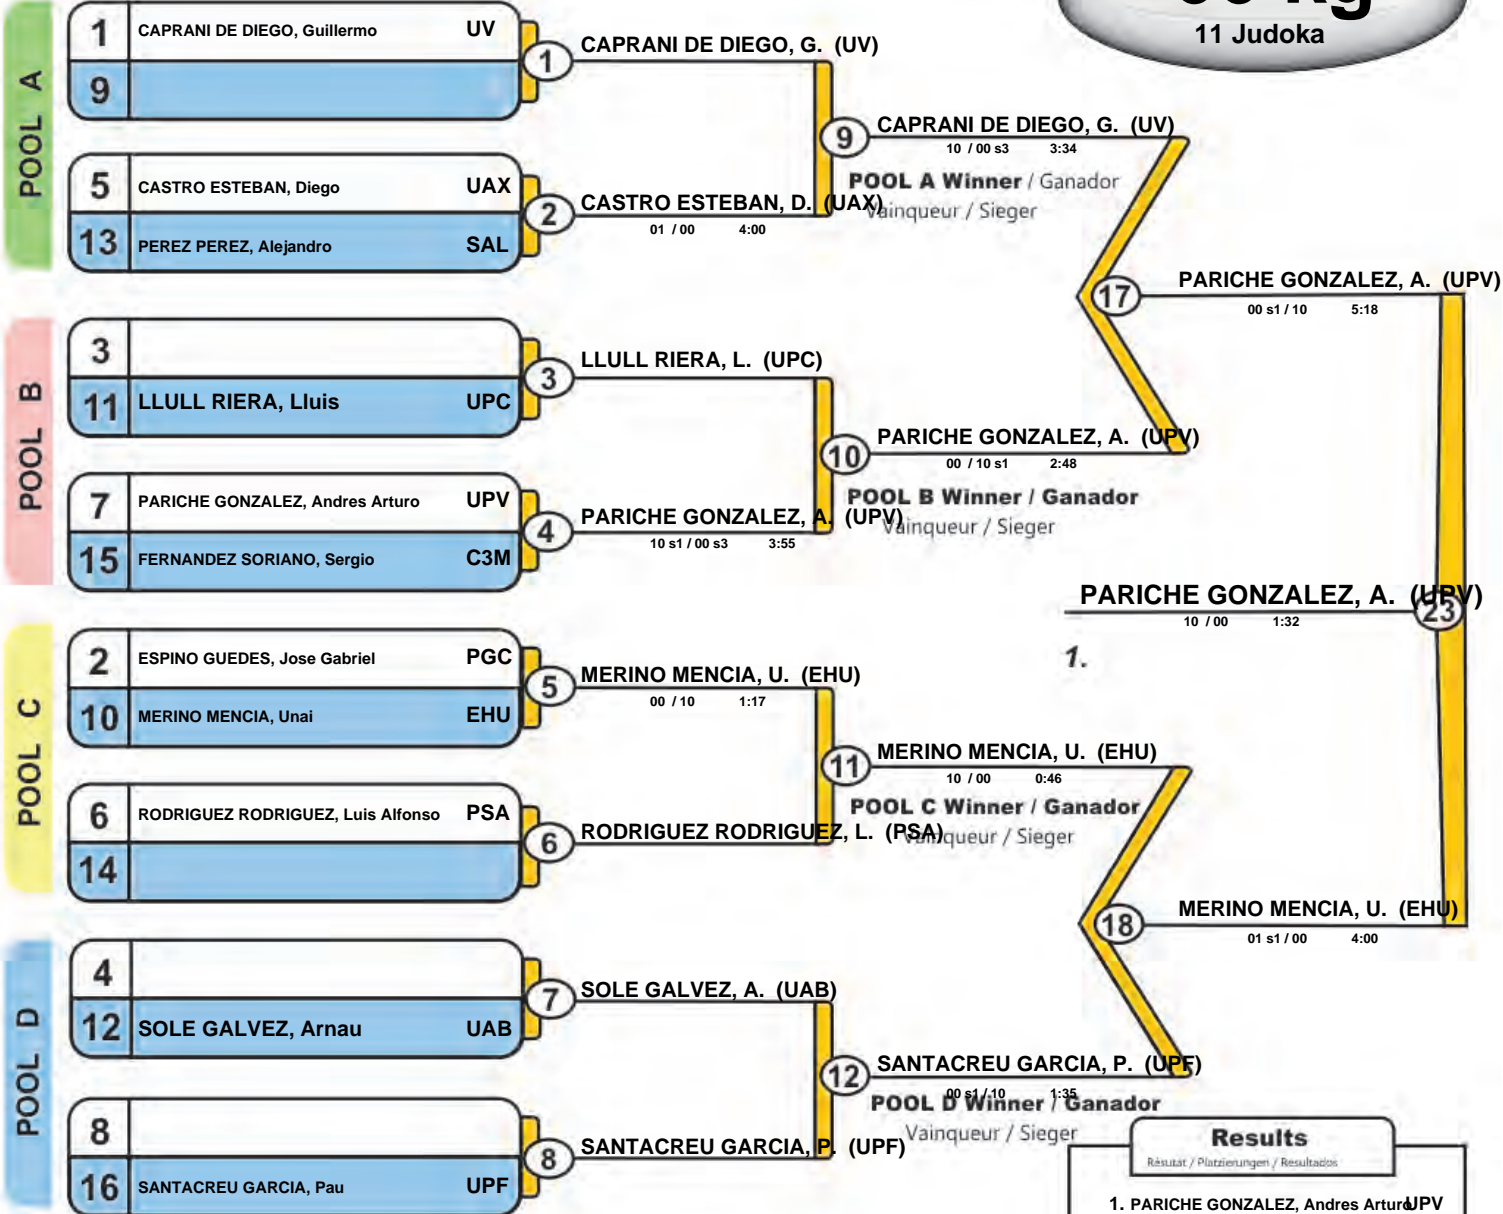 kg
11 Judoka
POOL A
1 CAPRANI DE DIEGO, Guillermo UV
9
1 CAPRANI DE DIEGO, G. (UV)
5 CASTRO ESTEBAN, Diego UAX
13 PEREZ PEREZ, Alejandro SAL
2 CASTRO ESTEBAN, D. (UAX)
01 / 00 4:00
9 CAPRANI DE DIEGO, G. (UV)
10 / 00 s3 3:34
POOL A Winner / Ganador
Vainqueur / Sieger
POOL B
3
11 LLULL RIERA, Lluis UPC
3 LLULL RIERA, L. (UPC)
7 PARICHE GONZALEZ, Andres Arturo UPV
15 FERNANDEZ SORIANO, Sergio C3M
4 PARICHE GONZALEZ, A. (UPV)
10 s1 / 00 s3 3:55
10 PARICHE GONZALEZ, A. (UPV)
00 / 10 s1 2:48
POOL B Winner / Ganador
Vainqueur / Sieger
17 PARICHE GONZALEZ, A. (UPV)
00 s1 / 10 5:18
PARICHE GONZALEZ, A. (UPV)
23
10 / 00 1:32
1.
POOL C
2 ESPINO GUEDES, Jose Gabriel PGC
10 MERINO MENCIA, Unai EHU
5 MERINO MENCIA, U. (EHU)
00 / 10 1:17
6 RODRIGUEZ RODRIGUEZ, Luis Alfonso PSA
14
6 RODRIGUEZ RODRIGUEZ, L. (PSA)
11 MERINO MENCIA, U. (EHU)
10 / 00 0:46
POOL C Winner / Ganador
Vainqueur / Sieger
18 MERINO MENCIA, U. (EHU)
01 s1 / 00 4:00
POOL D
4
12 SOLE GALVEZ, Arnau UAB
7 SOLE GALVEZ, A. (UAB)
8
16 SANTACREU GARCIA, Pau UPF
8 SANTACREU GARCIA, P. (UPF)
12 SANTACREU GARCIA, P. (UPF)
00 s1 / 10 1:35
POOL D Winner / Ganador
Vainqueur / Sieger
Results
Résutat / Platzierungen / Resultados
1. PARICHE GONZALEZ, Andres Arturo UPV